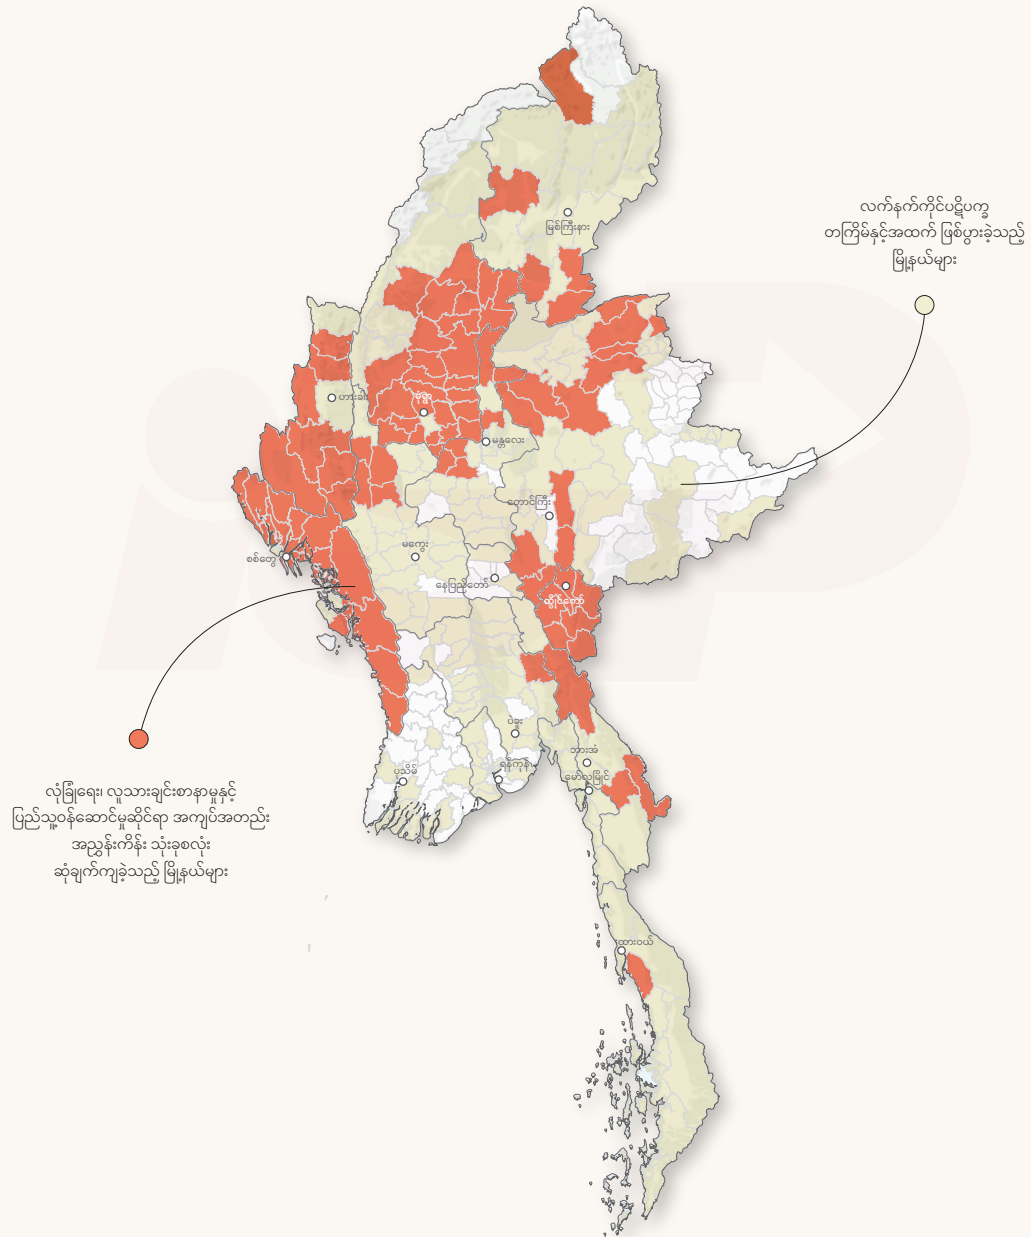 မြစ်ကြီးနား
လက်နက်ကိုင်ပဋိပက္ခ
တကြိမ်နှင့်အထက် ဖြစ်ပွားခဲ့သည့်
မြို့နယ်များ
ဟားခါး
မုံရွာ
မန္တလေး
တောင်ကြီး
မကွေး
စစ်တွေ
နေပြည်တော်
လွိုင်ကော်
ပဲခူး
ဘားအံ
ရန်ကုန်
ပုသိမ်
မော်လမြိုင်
လုံခြုံရေး၊ လူသားချင်းစာနာမှုနှင့်
ပြည်သူ့ဝန်ဆောင်မှုဆိုင်ရာ အကျပ်အတည်း
အညွှန်းကိန်း သုံးခုစလုံး
ဆုံချက်ကျခဲ့သည့် မြို့နယ်များ
ထားဝယ်